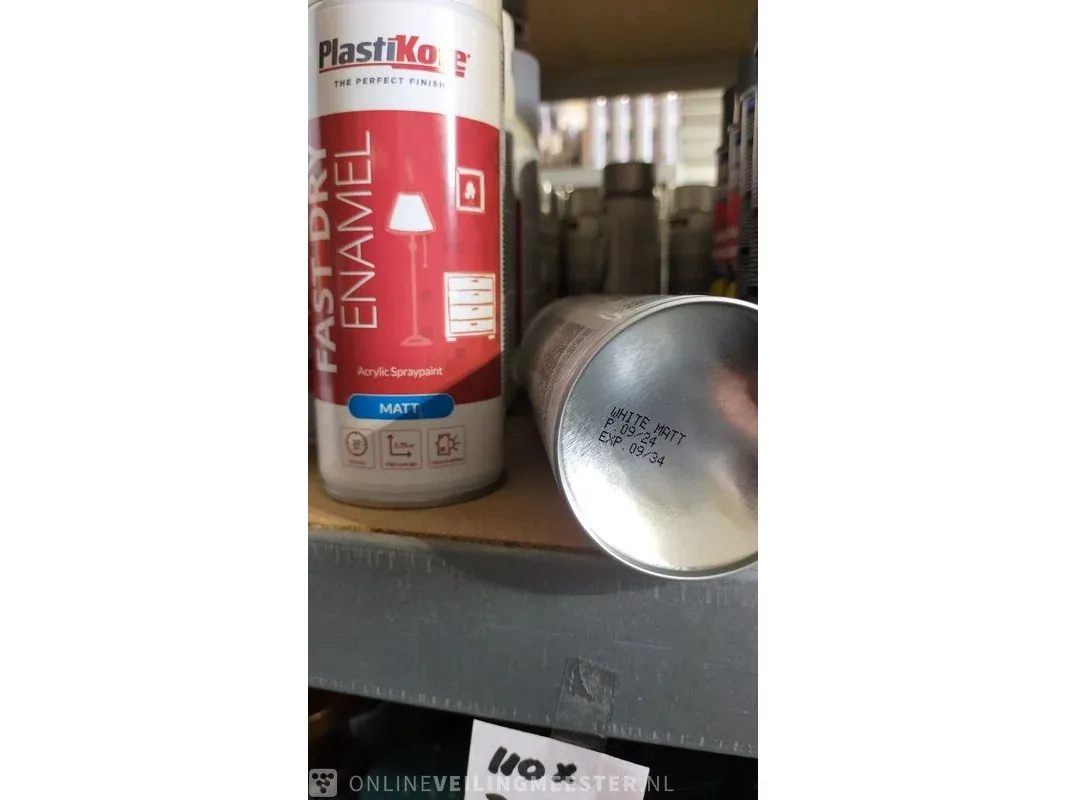 PlastiKote
THE PERFECT FINISH
FAST DRY
ENAMEL
Acrylic Spraypaint
MATT
WHITE MATT
P.09/24
EXP.09/34
110x
ONLINEVEILINGMEESTER.NL